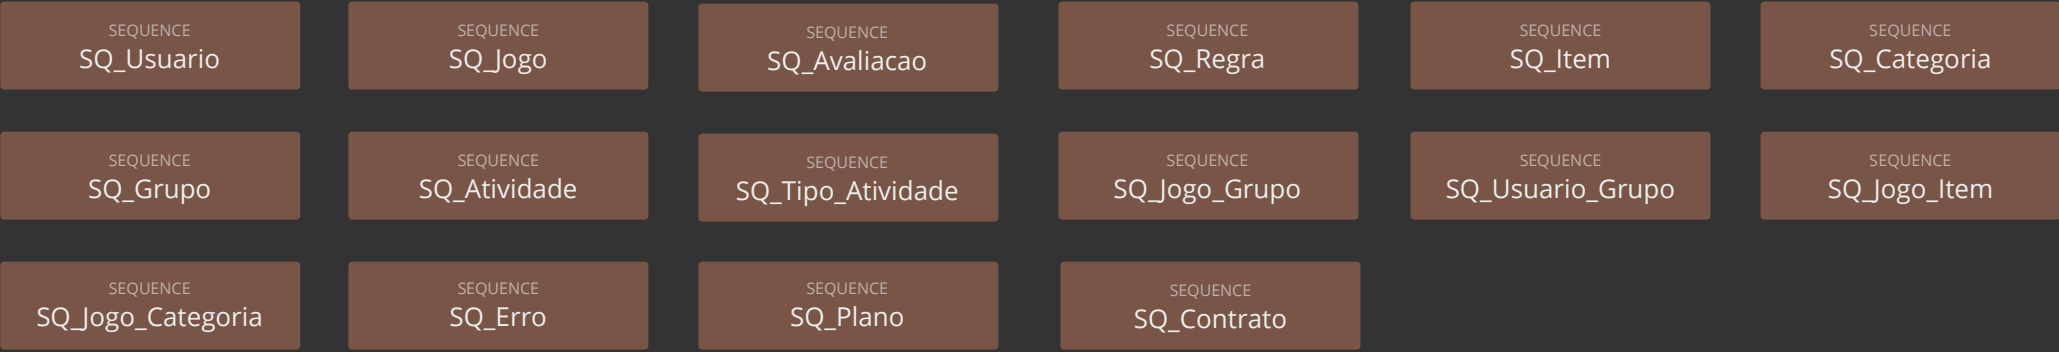 SEQUENCE
SQ_Usuario
SEQUENCE
SQ_Jogo
SEQUENCE
SQ_Avaliacao
SEQUENCE
SQ_Regra
SEQUENCE
SQ_Item
SEQUENCE
SQ_Categoria
SEQUENCE
SQ_Grupo
SEQUENCE
SQ_Atividade
SEQUENCE
SQ_Tipo_Atividade
SEQUENCE
SQ_Jogo_Grupo
SEQUENCE
SQ_Usuario_Grupo
SEQUENCE
SQ_Jogo_Item
SEQUENCE
SQ_Jogo_Categoria
SEQUENCE
SQ_Erro
SEQUENCE
SQ_Plano
SEQUENCE
SQ_Contrato